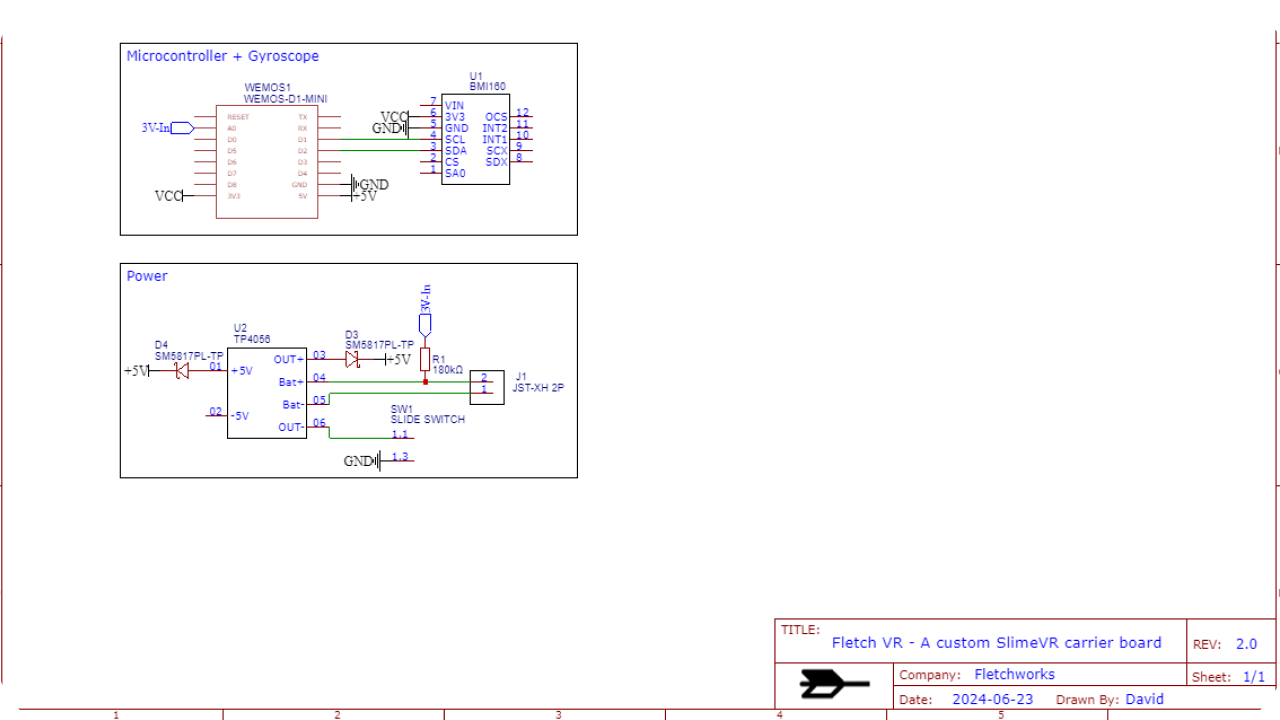 Microcontroller + Gyroscope
WEMOS1
WEMOS-D1-MINI
RESET TX
A0 RX
D0 D1
D5 D2
D6 D3
D7 D4
D8 GND
3V3 5V
3V-In
VCC
GND
+5V
U1
BMI160
VCC
GND
7 VIN
6 3V3 OCS 12
5 GND INT2 11
4 SCL INT1 10
3 SDA SCX 9
2 CS SDX 8
1 SA0
Power
D4
SM5817PL-TP
+5V
U2
TP4056
01 +5V
02 -5V
OUT+ 03
Bat+ 04
Bat- 05
OUT- 06
D3
SM5817PL-TP
+5V
3V-In
R1
180kΩ
J1
JST-XH 2P
2
1
SW1
SLIDE SWITCH
1.1
GND 1.3
TITLE:
Fletch VR - A custom SlimeVR carrier board
REV: 2.0
Company: Fletchworks
Sheet: 1/1
Date: 2024-06-23 Drawn By: David
1 2 3 4 5